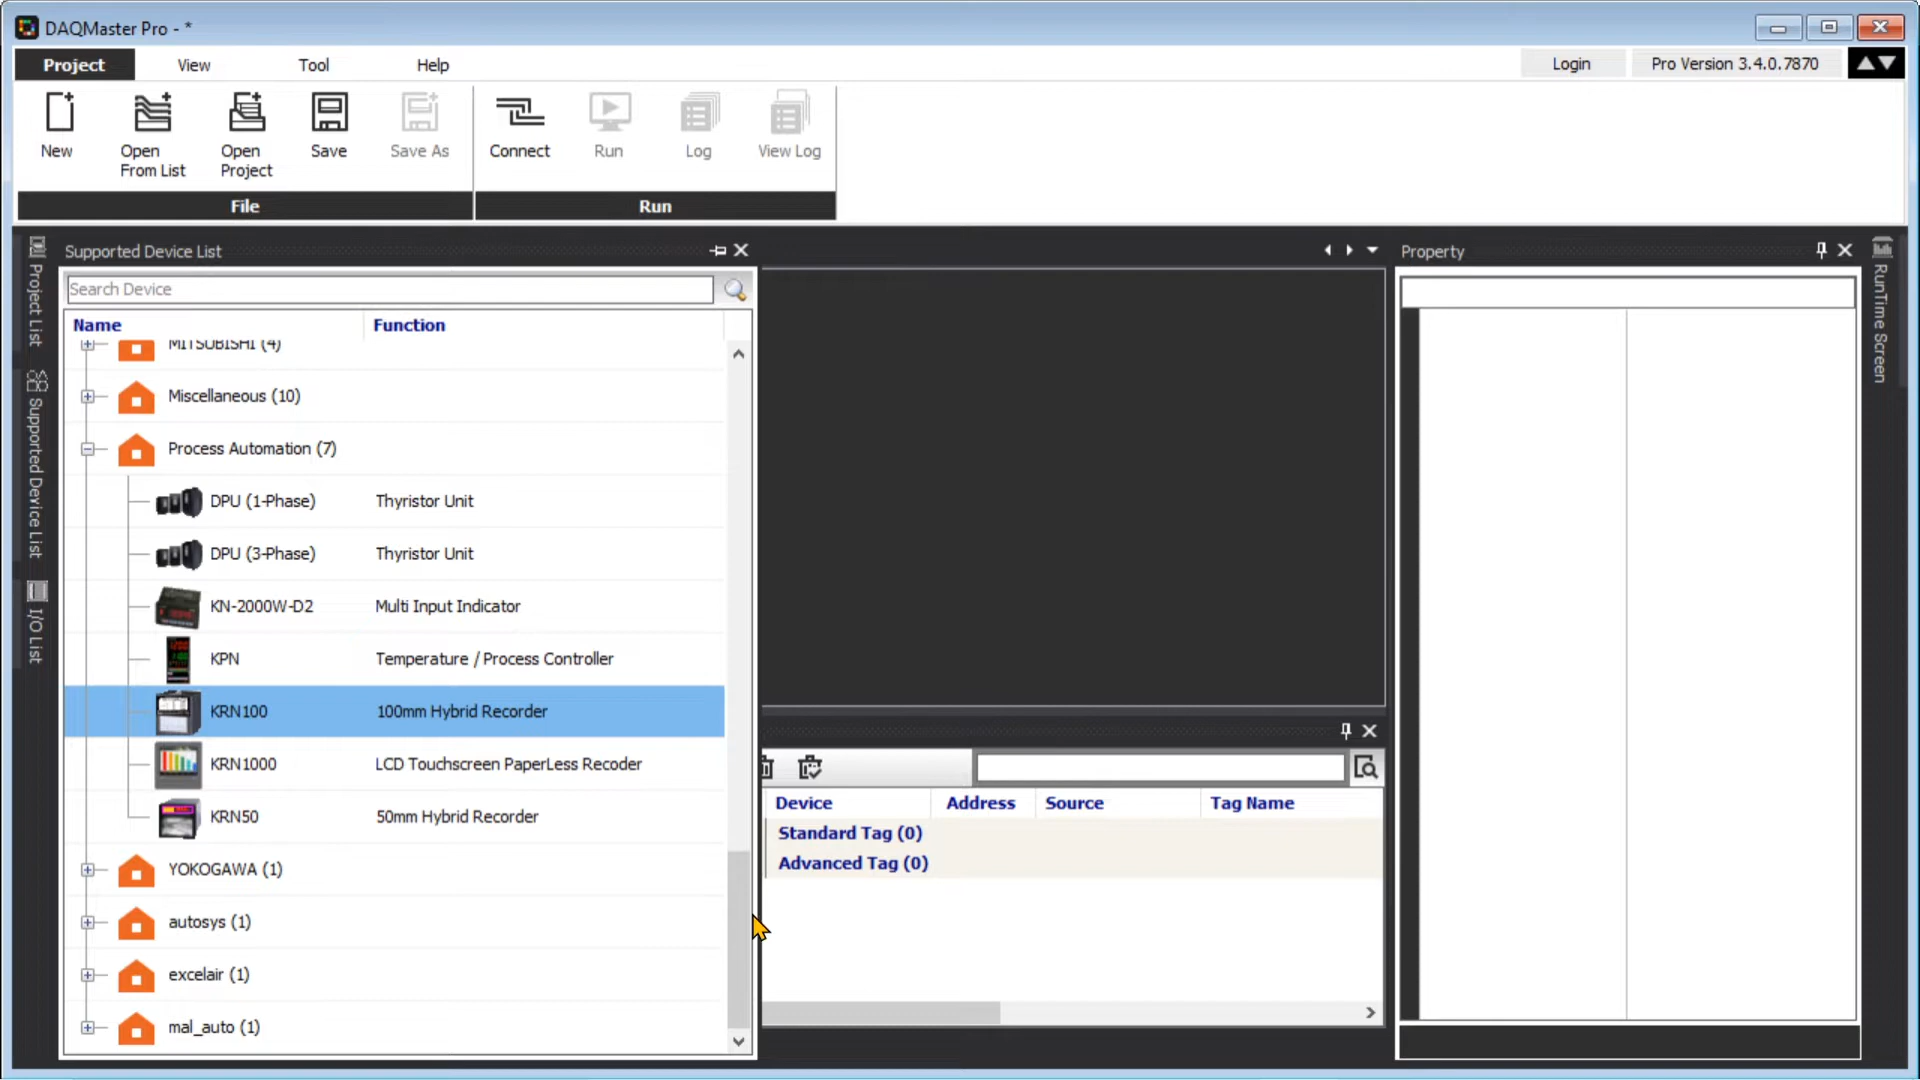 DAQMaster Pro - *
Project View Tool Help Login Pro Version 3.4.0.7870
New Open From List Open Project Save Save As Connect Run Log View Log
File Run
Project List
Supported Device List
I/O List
Supported Device List
Search Device
Name Function
MITSUBISHI (4)
Miscellaneous (10)
Process Automation (7)
DPU (1-Phase) Thyristor Unit
DPU (3-Phase) Thyristor Unit
KN-2000W-D2 Multi Input Indicator
KPN Temperature / Process Controller
KRN100 100mm Hybrid Recorder
KRN1000 LCD Touchscreen PaperLess Recoder
KRN50 50mm Hybrid Recorder
YOKOGAWA (1)
autosys (1)
excelair (1)
mal_auto (1)
Device Address Source Tag Name
Standard Tag (0)
Advanced Tag (0)
Property
RunTime Screen